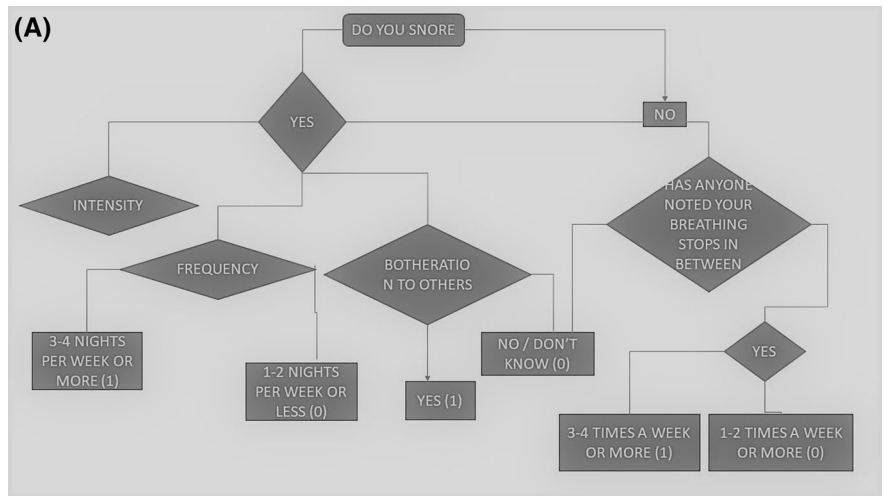 (A)
DO YOU SNORE
YES
NO
INTENSITY
HAS ANYONE
NOTED YOUR
BREATHING
STOPS IN
BETWEEN
FREQUENCY
BOTHERATIO
N TO OTHERS
3-4 NIGHTS
PER WEEK OR
MORE (1)
1-2 NIGHTS
PER WEEK OR
LESS (0)
YES (1)
NO / DON'T
KNOW (0)
YES
3-4 TIMES A WEEK
OR MORE (1)
1-2 TIMES A WEEK
OR MORE (0)